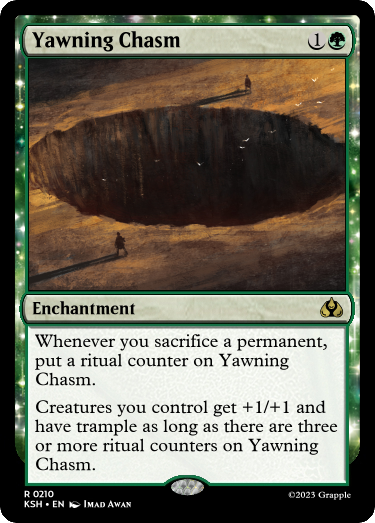 Yawning Chasm 1
Enchantment
Whenever you sacrifice a permanent,
put a ritual counter on Yawning
Chasm.
Creatures you control get +1/+1 and
have trample as long as there are three
or more ritual counters on Yawning
Chasm.
R 0210
KSH • EN Imad Awan
©2023 Grapple